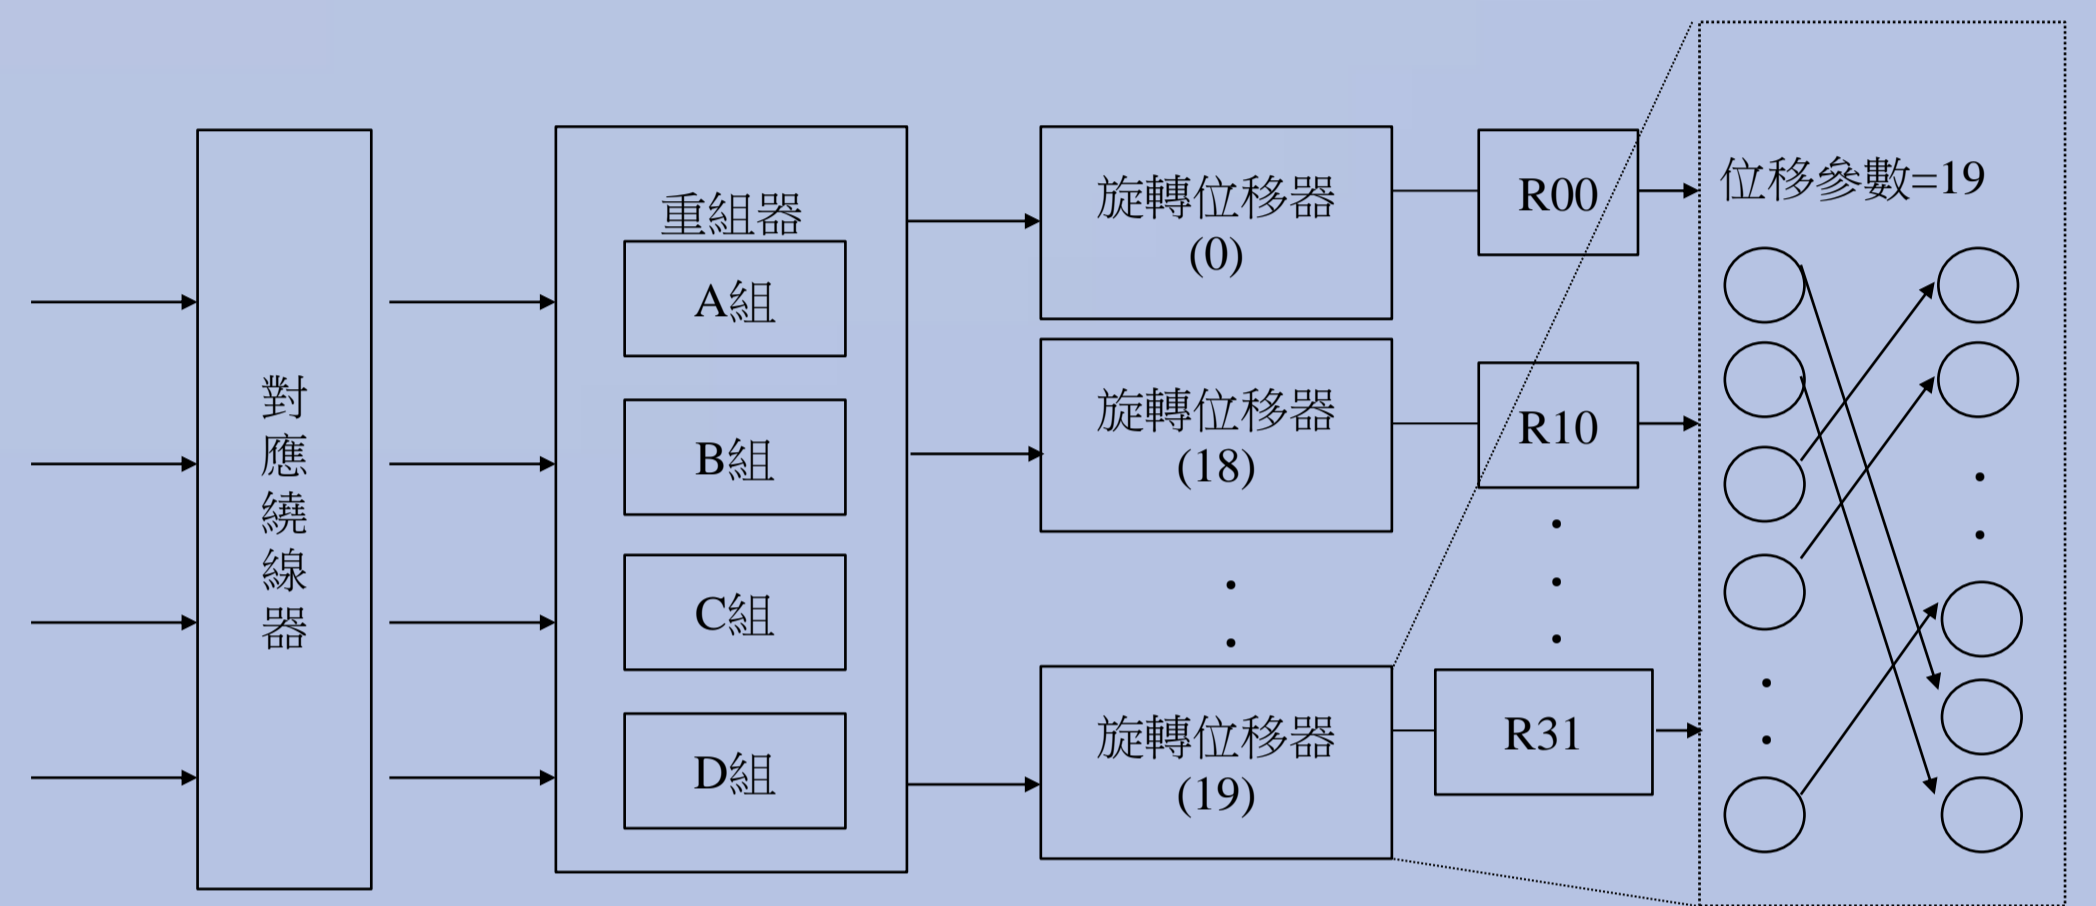 對應繞線器
重組器
A組
B組
C組
D組
旋轉位移器
(0)
旋轉位移器
(18)
旋轉位移器
(19)
R00
R10
R31
位移參數=19